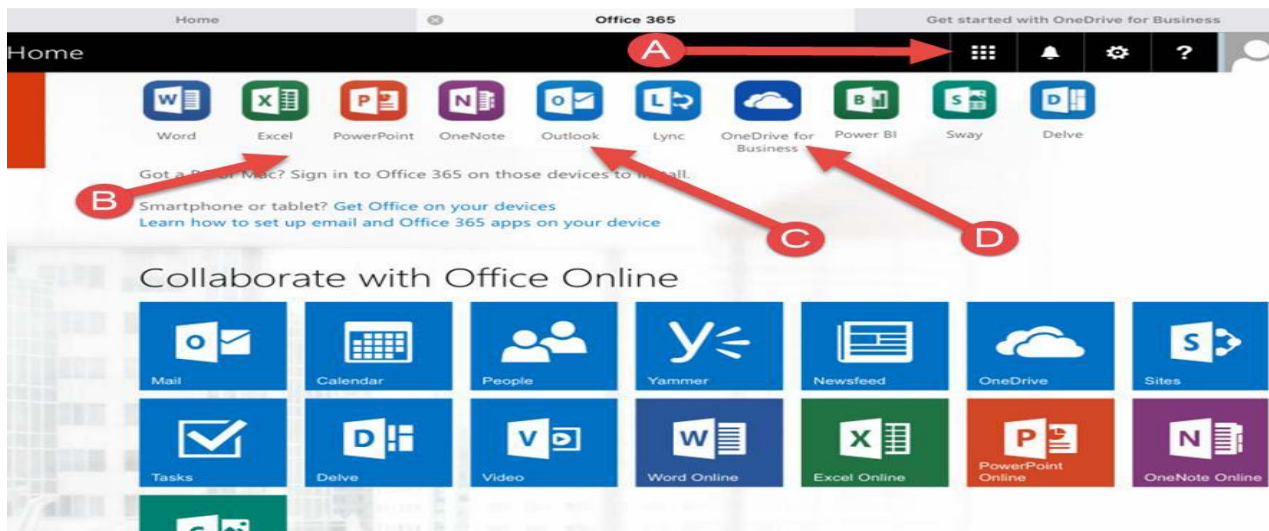 Home Office 365 Get started with OneDrive for Business
Home A ?
W X P N O L B S D
Word Excel PowerPoint OneNote Outlook Lync OneDrive for Business Power BI Sway Delve
Got a PC or Mac? Sign in to Office 365 on those devices to install.
B
Smartphone or tablet? Get Office on your devices
Learn how to set up email and Office 365 apps on your device
C D
Collaborate with Office Online
O Y S
Mail Calendar People Yammer Newsfeed OneDrive Sites
D V W X P N
Tasks Delve Video Word Online Excel Online PowerPoint Online OneNote Online
S